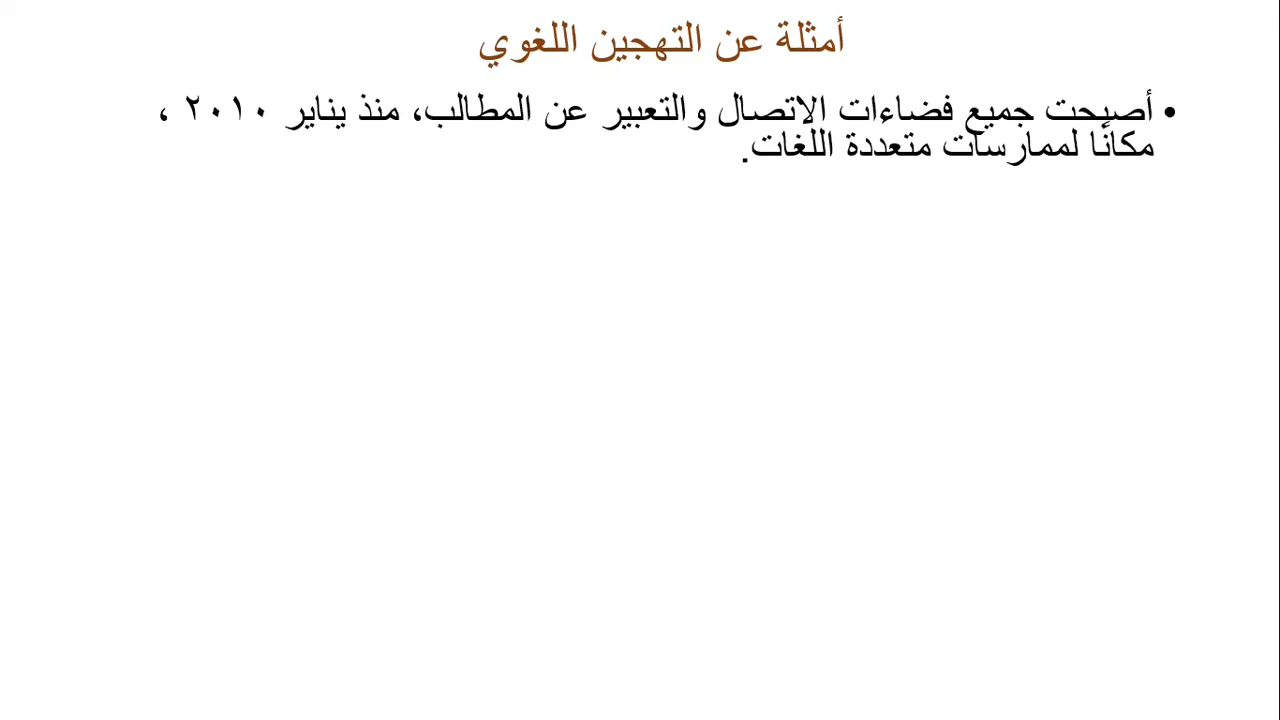 أمثلة عن التهجين اللغوي
• أصبحت جميع فضاءات الاتصال والتعبير عن المطالب، منذ يناير ٢٠١٠ ،
مكانًا لممارسات متعددة اللغات.